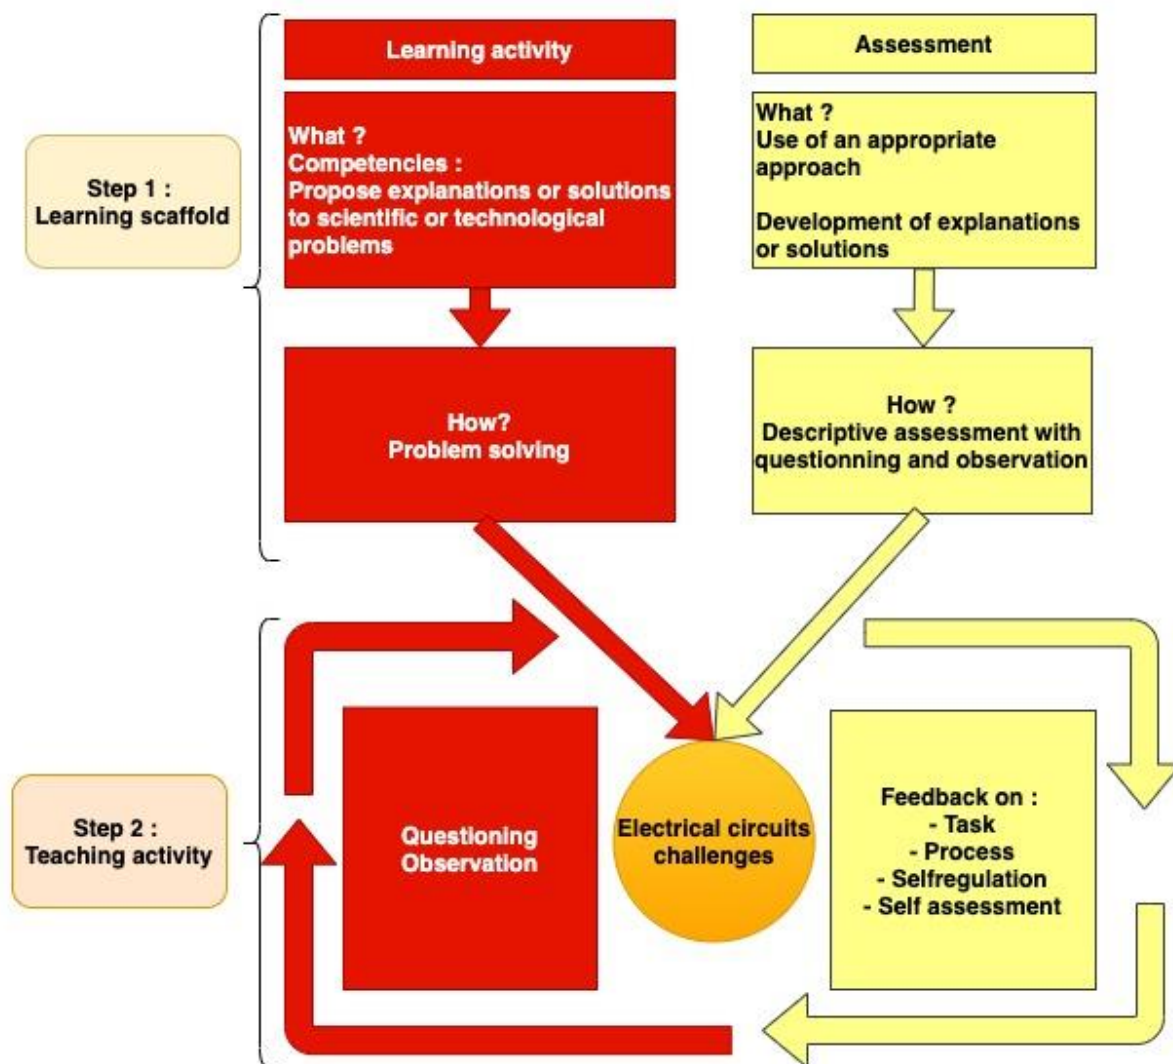 Learning activity
Assessment
Step 1 :
Learning scaffold
What ?
Competencies :
Propose explanations or solutions
to scientific or technological
problems
What ?
Use of an appropriate
approach
Development of explanations
or solutions
How?
Problem solving
How ?
Descriptive assessment with
questionning and observation
Step 2 :
Teaching activity
Questioning
Observation
Electrical circuits
challenges
Feedback on :
- Task
- Process
- Selfregulation
- Self assessment